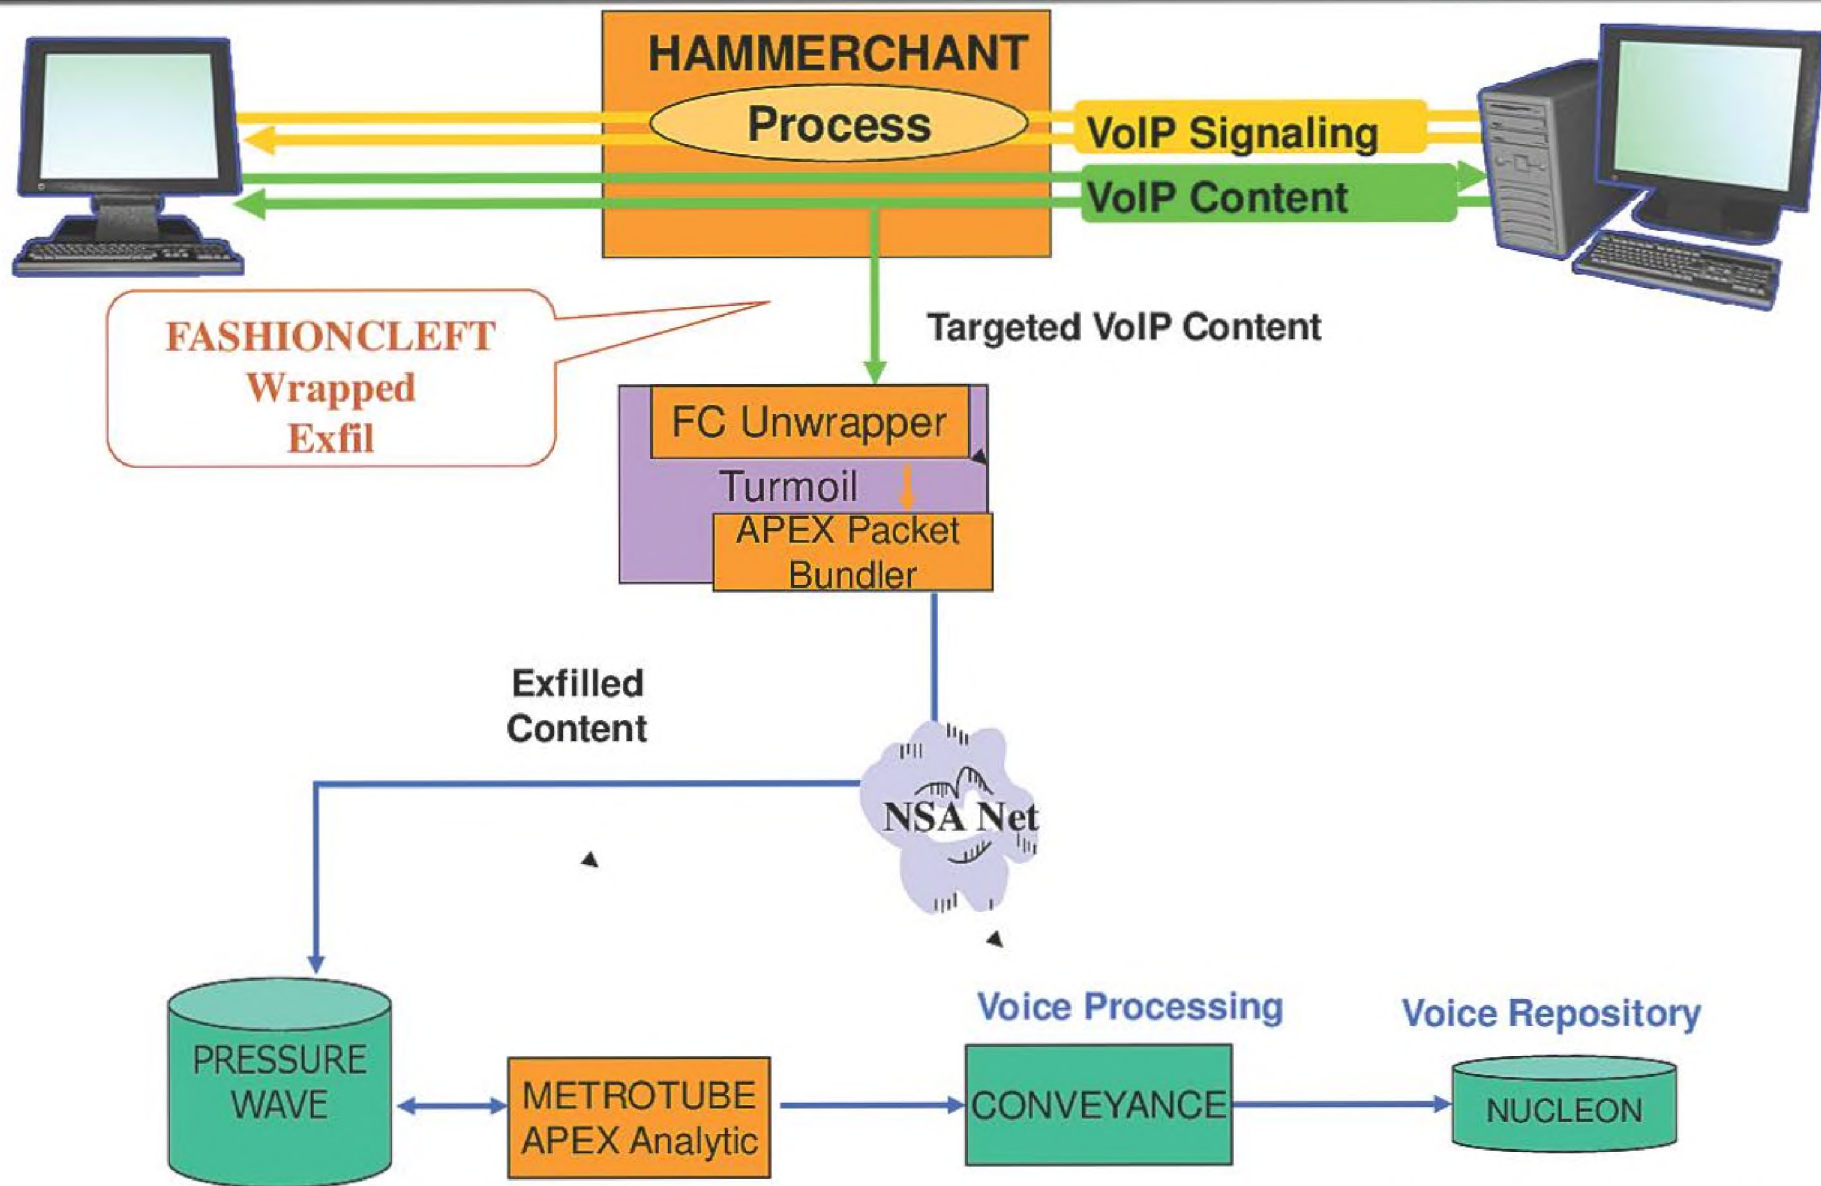 HAMMERCHANT
Process
VoIP Signaling
VoIP Content
FASHIONCLEFT
Wrapped
Exfil
Targeted VoIP Content
FC Unwrapper
Turmoil
APEX Packet
Bundler
Exfilled
Content
NSA Net
Voice Processing
Voice Repository
PRESSURE
WAVE
METROTUBE
APEX Analytic
CONVEYANCE
NUCLEON